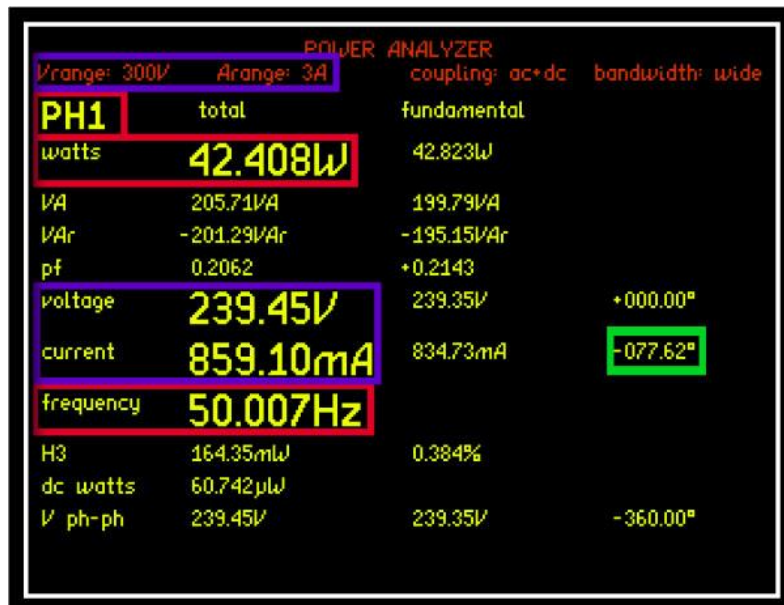 POWER ANALYZER
Vrange: 300V Arange: 3A coupling: ac+dc bandwidth: wide
PH1 total fundamental
watts 42.408W 42.823W
VA 205.71VA 199.79VA
VAr -201.29VAr -195.15VAr
pf 0.2062 +0.2143
voltage 239.45V 239.35V +000.00°
current 859.10mA 834.73mA -077.62°
frequency 50.007Hz
H3 164.35mW 0.384%
dc watts 60.742µW
V ph-ph 239.45V 239.35V -360.00°